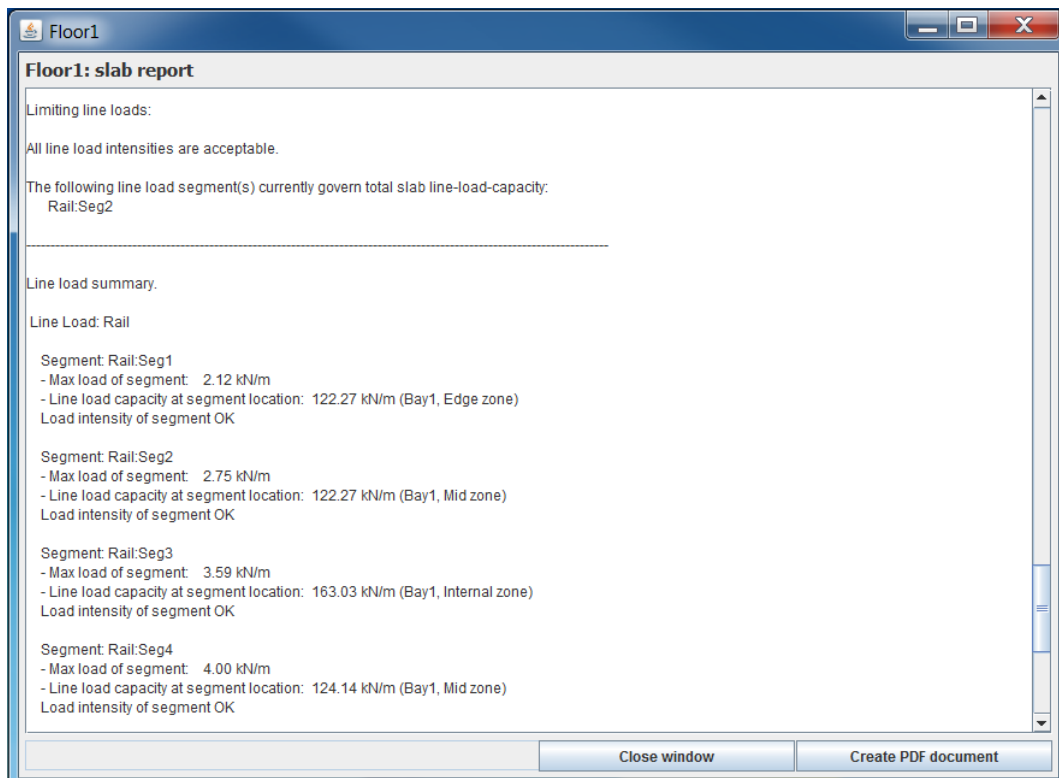 Floor1
Floor1: slab report
Limiting line loads:
All line load intensities are acceptable.
The following line load segment(s) currently govern total slab line-load-capacity:
Rail:Seg2
--------------------------------------------------------------------------------------------------------------------------
Line load summary.
Line Load: Rail
Segment: Rail:Seg1
- Max load of segment: 2.12 kN/m
- Line load capacity at segment location: 122.27 kN/m (Bay1, Edge zone)
Load intensity of segment OK
Segment: Rail:Seg2
- Max load of segment: 2.75 kN/m
- Line load capacity at segment location: 122.27 kN/m (Bay1, Mid zone)
Load intensity of segment OK
Segment: Rail:Seg3
- Max load of segment: 3.59 kN/m
- Line load capacity at segment location: 163.03 kN/m (Bay1, Internal zone)
Load intensity of segment OK
Segment: Rail:Seg4
- Max load of segment: 4.00 kN/m
- Line load capacity at segment location: 124.14 kN/m (Bay1, Mid zone)
Load intensity of segment OK
Close window Create PDF document